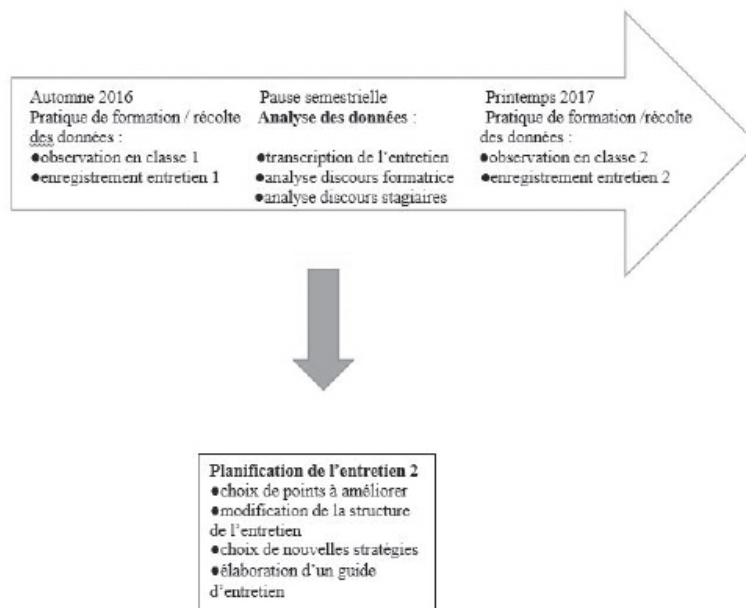 Automne 2016
Pratique de formation / récolte
des données :
●observation en classe 1
●enregistrement entretien 1
Pause semestrielle
Analyse des données :
●transcription de l'entretien
●analyse discours formatrice
●analyse discours stagiaires
Printemps 2017
Pratique de formation /récolte
des données :
●observation en classe 2
●enregistrement entretien 2
Planification de l'entretien 2
●choix de points à améliorer
●modification de la structure
de l'entretien
●choix de nouvelles stratégies
●élaboration d'un guide
d'entretien